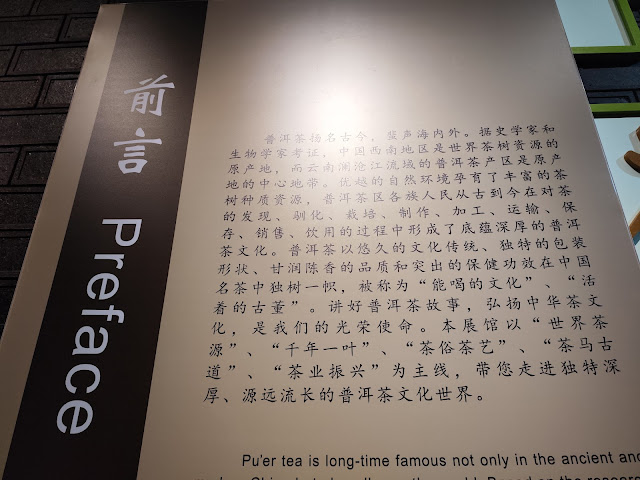 前言
Preface
普洱茶扬名古今，蜚声海内外。据史学家和
生物学家考证，中国西南地区是世界茶树资源的
原产地，而云南澜沧江流域的普洱茶产区是原产
地的中心地带。优越的自然环境孕育了丰富的茶
树种质资源，普洱茶区各族人民从古到今在对茶
的发现、驯化、栽培、制作、加工、运输、保
存、销售、饮用的过程中形成了底蕴深厚的普洱
茶文化。普洱茶以悠久的文化传统、独特的包装
形状、甘润陈香的品质和突出的保健功效在中国
名茶中独树一帜，被称为“能喝的文化”、“活
着的古董”。讲好普洱茶故事，弘扬中华茶文
化，是我们的光荣使命。本展馆以“世界茶
源”、“千年一叶”、“茶俗茶艺”、“茶马古
道”、“茶业振兴”为主线，带您走进独特深
厚、源远流长的普洱茶文化世界。
Pu'er tea is long-time famous not only in the ancient and